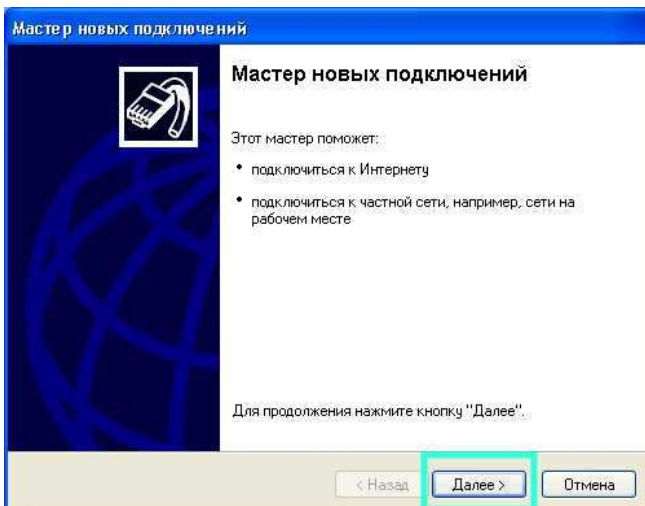 Мастер новых подключений
Мастер новых подключений
Этот мастер поможет:
• подключиться к Интернету
• подключиться к частной сети, например, сети на
рабочем месте
Для продолжения нажмите кнопку "Далее".
< Назад Далее > Отмена